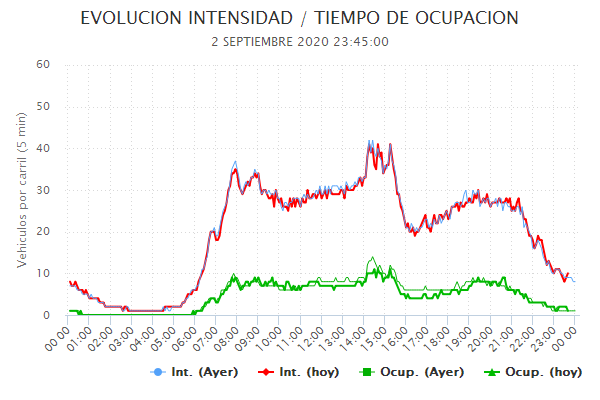 EVOLUCION INTENSIDAD / TIEMPO DE OCUPACION
2 SEPTIEMBRE 2020 23:45:00
Vehiculos por carril (5 min)
60
50
40
30
20
10
0
00:00 01:00 02:00 03:00 04:00 05:00 06:00 07:00 08:00 09:00 10:00 11:00 12:00 13:00 14:00 15:00 16:00 17:00 18:00 19:00 20:00 21:00 22:00 23:00 00:00
Int. (Ayer) Int. (hoy) Ocup. (Ayer) Ocup. (hoy)